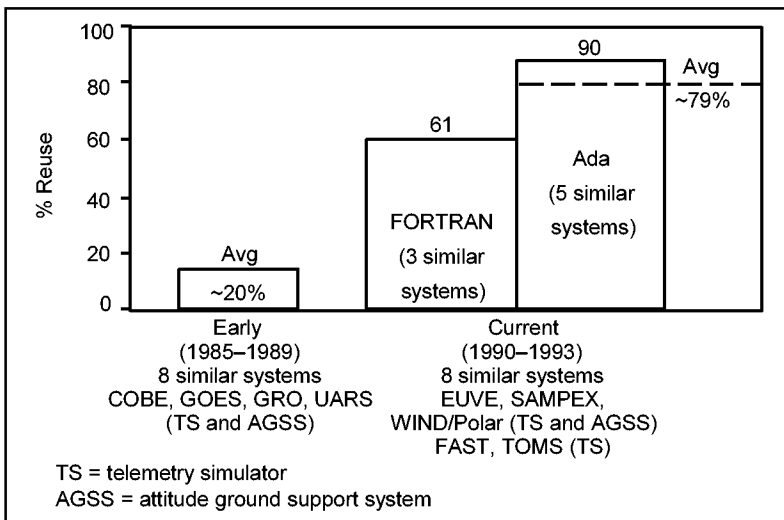 % Reuse
100
80
60
40
20
0
Avg
~20%
61
FORTRAN
(3 similar
systems)
90
Ada
(5 similar
systems)
Avg
~79%
Early
(1985–1989)
8 similar systems
COBE, GOES, GRO, UARS
(TS and AGSS)
Current
(1990–1993)
8 similar systems
EUVE, SAMPEX,
WIND/Polar (TS and AGSS)
FAST, TOMS (TS)
TS = telemetry simulator
AGSS = attitude ground support system